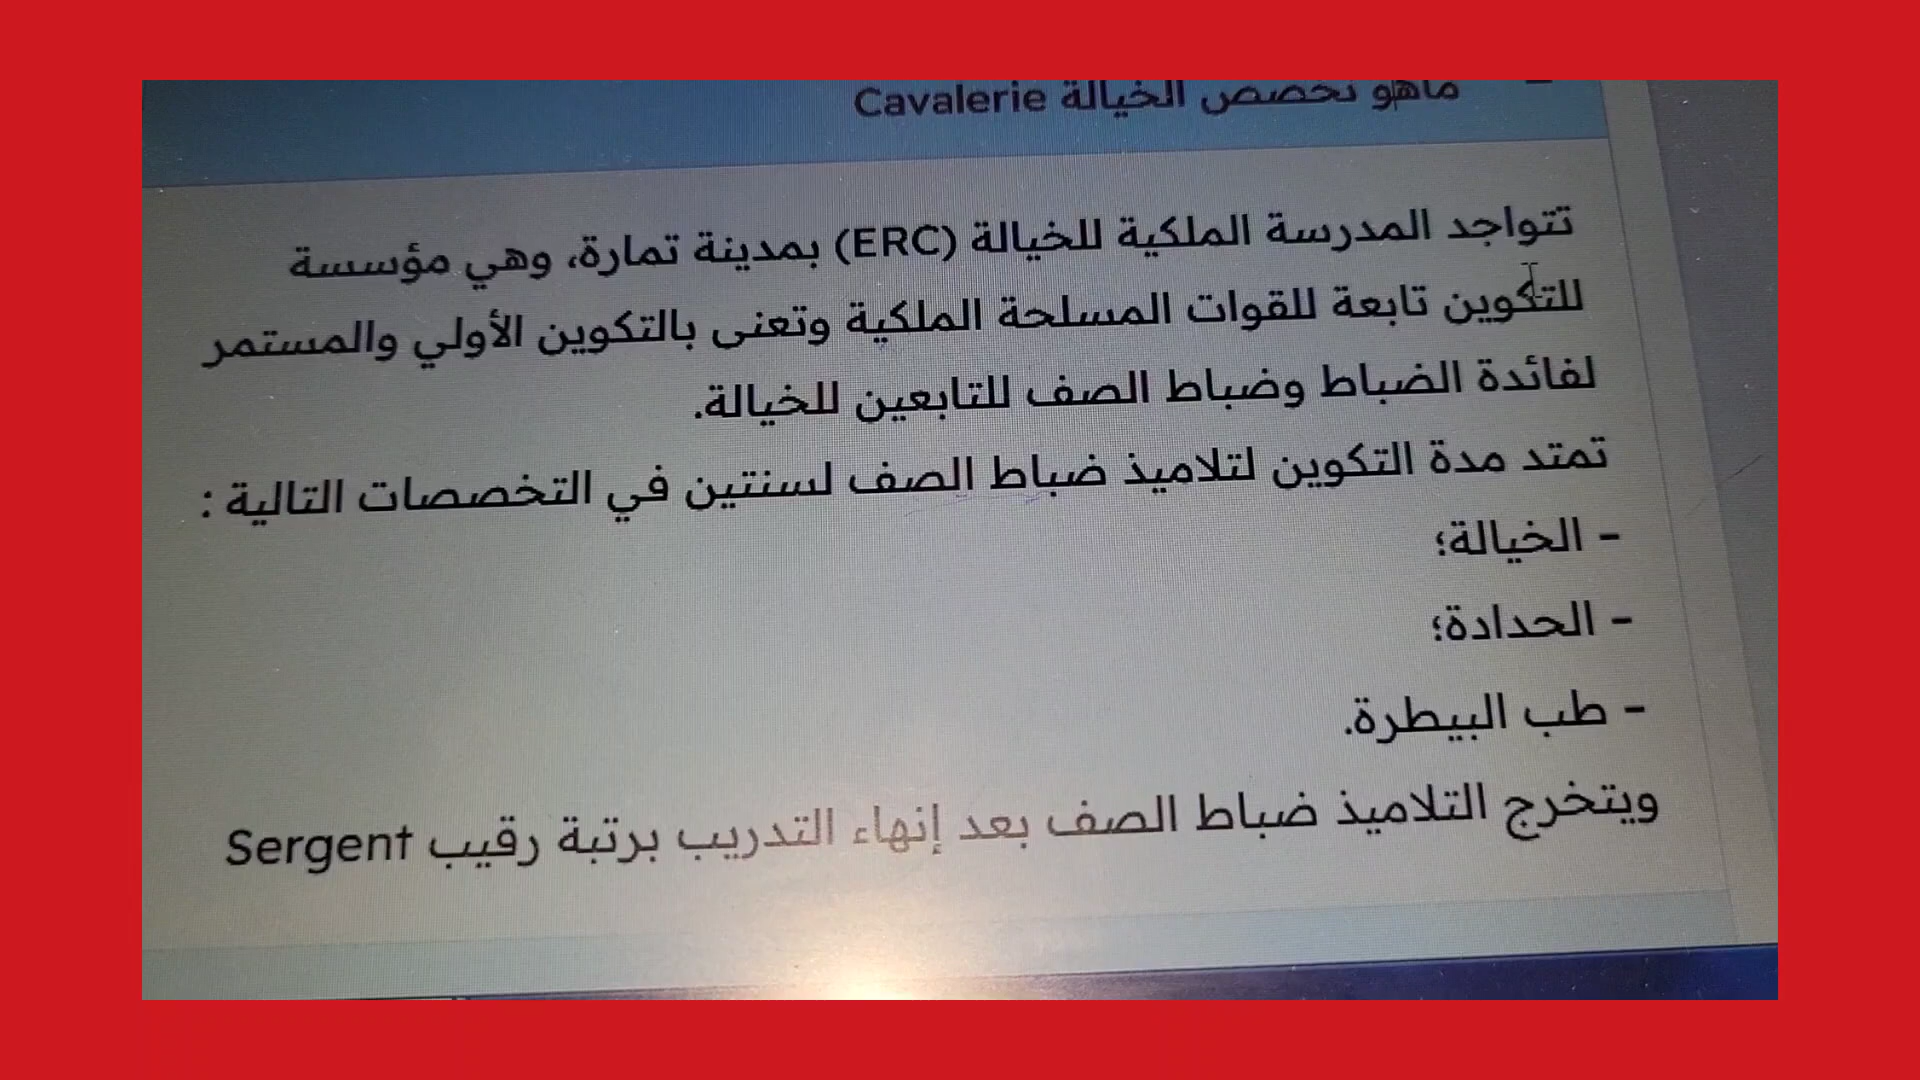 ماهو تخصص الخيالة Cavalerie
تتواجد المدرسة الملكية للخيالة (ERC) بمدينة تمارة، وهي مؤسسة
للتكوين تابعة للقوات المسلحة الملكية وتعنى بالتكوين الأولي والمستمر
لفائدة الضباط وضباط الصف للتابعين للخيالة.
تمتد مدة التكوين لتلاميذ ضباط الصف لسنتين في التخصصات التالية :
- الخيالة؛
- الحدادة؛
- طب البيطرة.
ويتخرج التلاميذ ضباط الصف بعد إنهاء التدريب برتبة رقيب Sergent